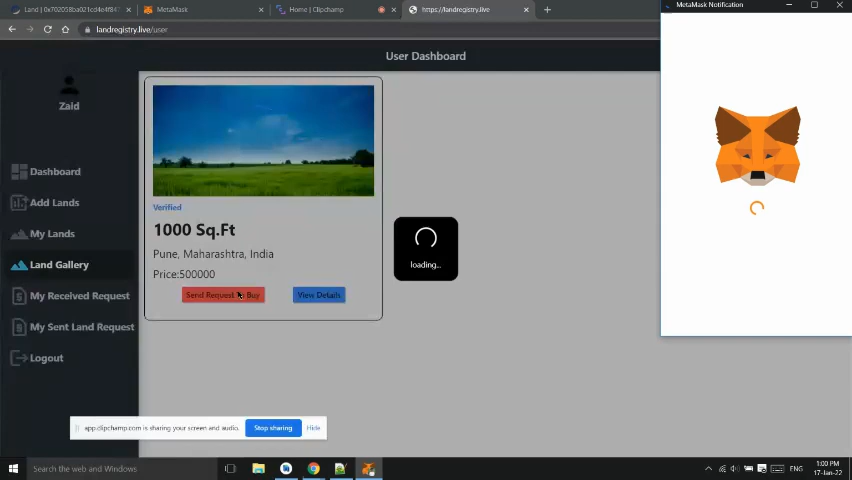 Land | 0x702058ba021cd4e4f847
MetaMask
Home | Clipchamp
https://landregistry.live
MetaMask Notification
landregistry.live/user
User Dashboard
Zaid
Dashboard
Add Lands
My Lands
Land Gallery
My Received Request
My Sent Land Request
Logout
Verified
1000 Sq.Ft
Pune, Maharashtra, India
Price:500000
Send Request Buy
View Details
loading...
app.clipchamp.com is sharing your screen and audio.
Stop sharing
Hide
Search the web and Windows
ENG
1:00 PM
17-Jan-22